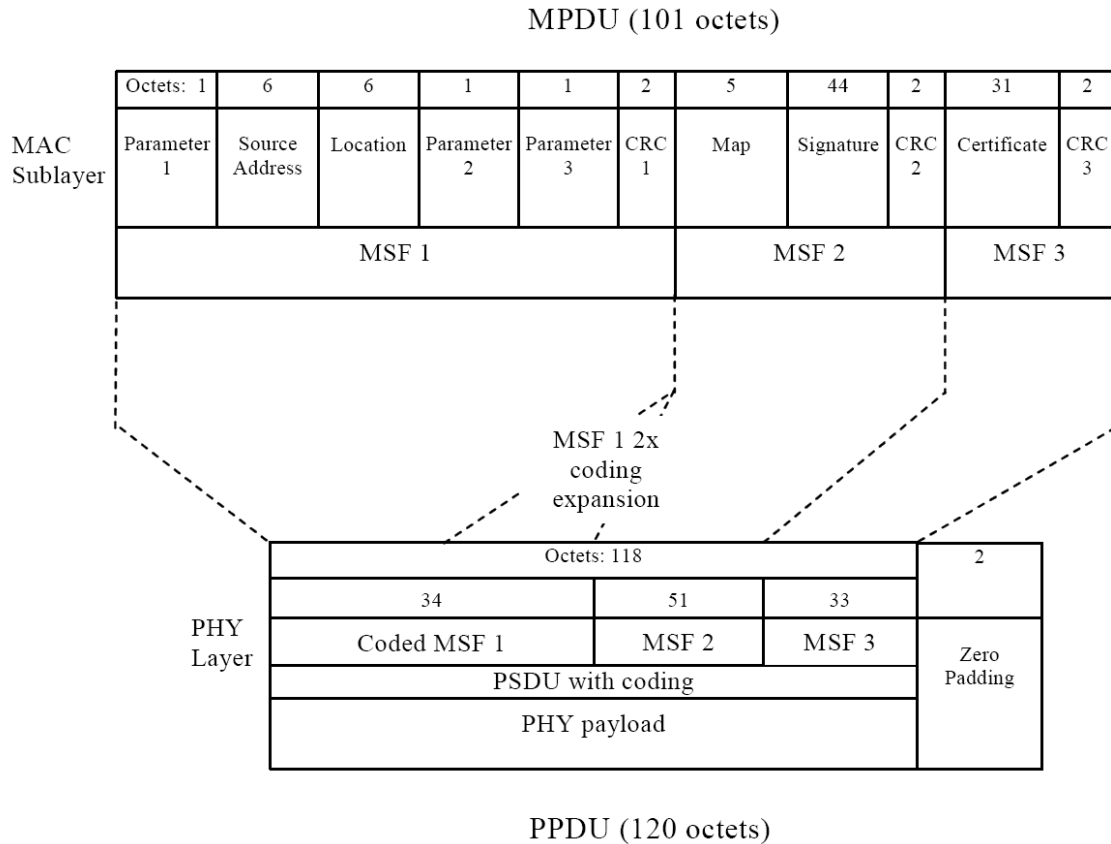 MPDU (101 octets)
Octets: 1 6 6 1 1 2 5 44 2 31 2
MAC
Sublayer
Parameter
1
Source
Address
Location
Parameter
2
Parameter
3
CRC
1
Map
Signature
CRC
2
Certificate
CRC
3
MSF 1 MSF 2 MSF 3
MSF 1 2x
coding
expansion
Octets: 118 2
34 51 33
PHY
Layer
Coded MSF 1 MSF 2 MSF 3
Zero
Padding
PSDU with coding
PHY payload
PPDU (120 octets)